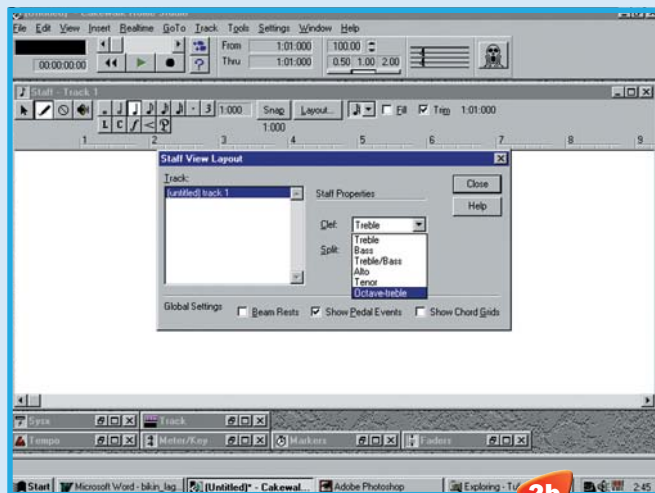 [Untitled] - Cakewalk Home Studio
File Edit View Insert Realtime GoTo Track Tools Settings Window Help
From 1:01:000 100.00
00:00:00:00 Thru 1:01:000 0.50 1.00 2.00
Staff - Track 1
3 1:000 Snap Layout... Fill Trim 1:01:000
L C f < P 1:000
1 2 3 4 5 6 7 8 9
Staff View Layout
Track:
(untitled) track 1
Staff Properties
Close
Help
Clef: Treble
Split:
Treble
Bass
Treble/Bass
Alto
Tenor
Octave-treble
Global Settings Beam Rests Show Pedal Events Show Chord Grids
Sysx Track
Tempo Meter/Key Markers Faders
Start Microsoft Word - bikin_lag... [Untitled]* - Cakewal... Adobe Photoshop Exploring - Tu 2:45